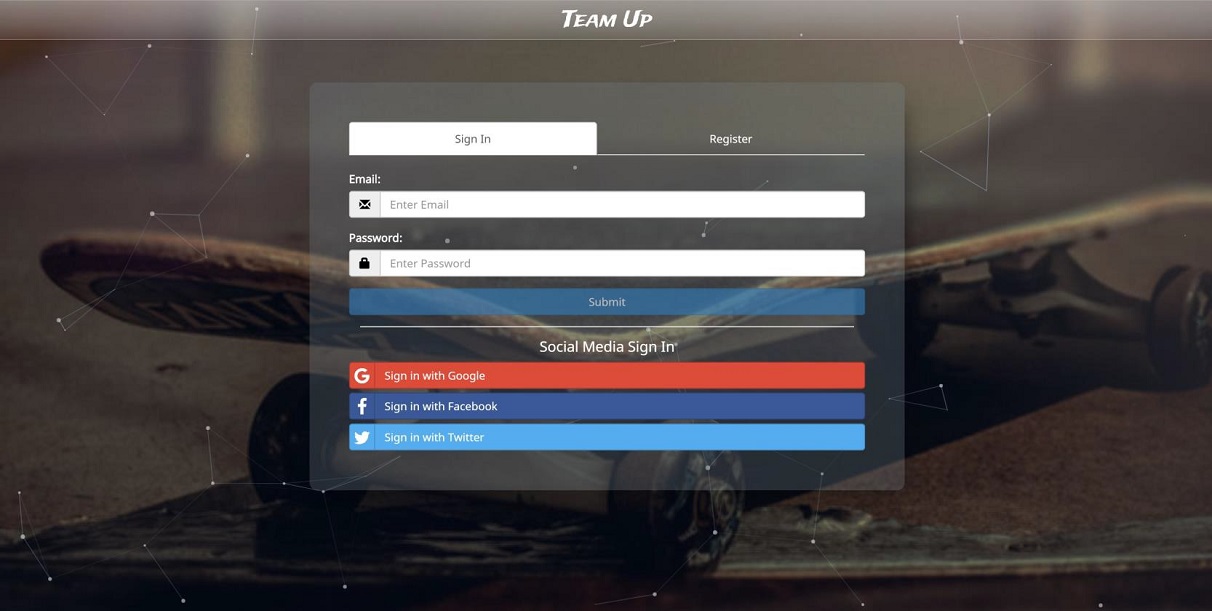 TEAM UP
Sign In
Register
Email:
Enter Email
Password:
Enter Password
Submit
Social Media Sign In
Sign in with Google
Sign in with Facebook
Sign in with Twitter